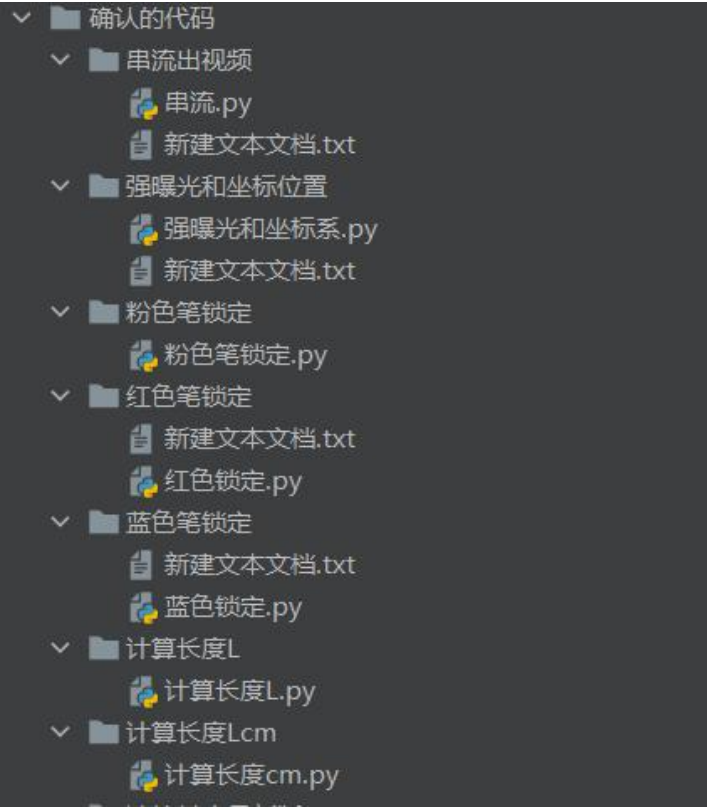 确认的代码
串流出视频
串流.py
新建文本文档.txt
强曝光和坐标位置
强曝光和坐标系.py
新建文本文档.txt
粉色笔锁定
粉色笔锁定.py
红色笔锁定
新建文本文档.txt
红色锁定.py
蓝色笔锁定
新建文本文档.txt
蓝色锁定.py
计算长度L
计算长度L.py
计算长度Lcm
计算长度cm.py